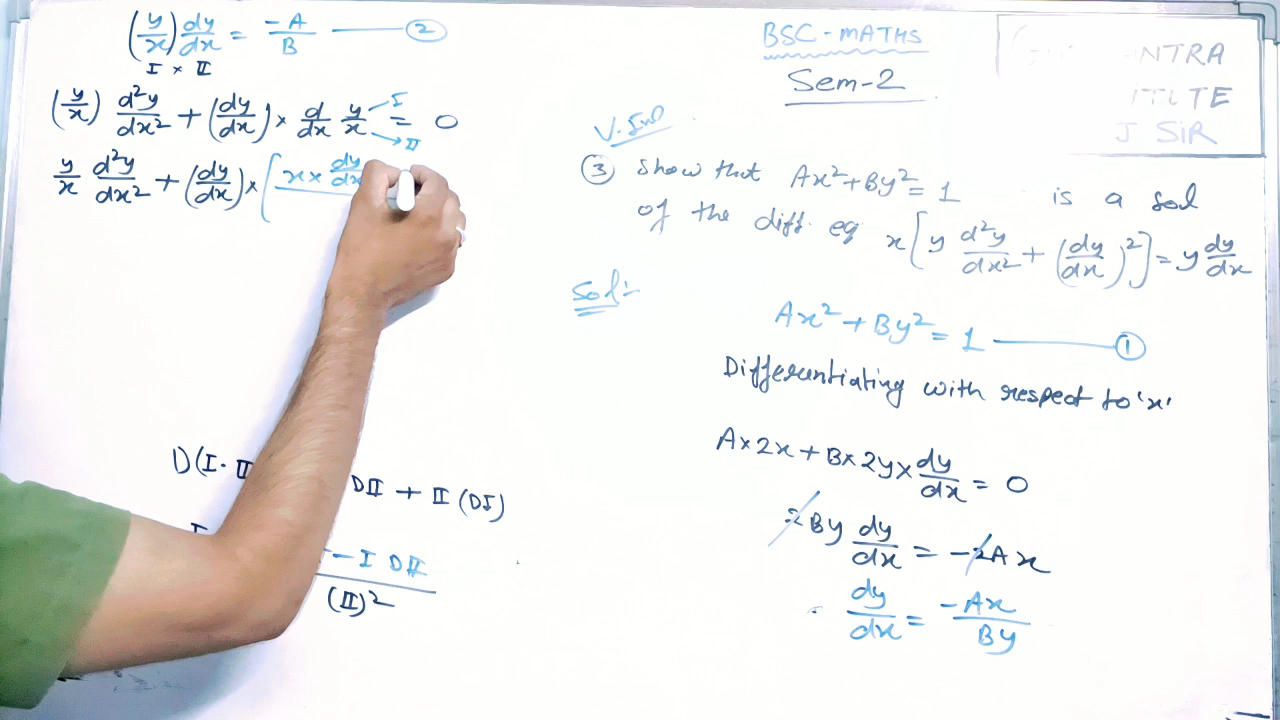 (y/x) dy/dx = -A/B ——— ②
I × II
(y/x) d²y/dx² + (dy/dx) × d/dx y/x = 0
I
II
y/x d²y/dx² + (dy/dx) × [x × dy/dx
D(I · II
DII + II (DI)
I
- I DII
(II)²
BSC - MATHS
Sem-2
NTRA
ITUTE
J SIR
V. Imp
③ Show that Ax² + By² = 1 is a sol
of the diff. eq x[y d²y/dx² + (dy/dx)²] = y dy/dx
Sol:-
Ax² + By² = 1 ——— ①
Differentiating with respect to 'x'
A × 2x + B × 2y × dy/dx = 0
2By dy/dx = -2Ax
dy/dx = -Ax/By